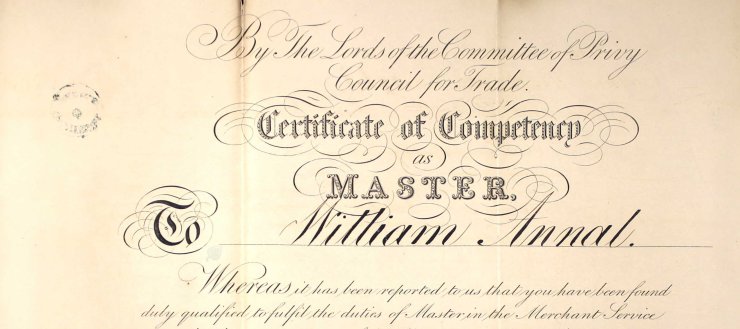 By The Lords of the Committee of Privy
Council for Trade.
Certificate of Competency
as
MASTER,
To William Annal.
Whereas it has been reported to us that you have been found
duly qualified to fulfil the duties of Master in the Merchant Service